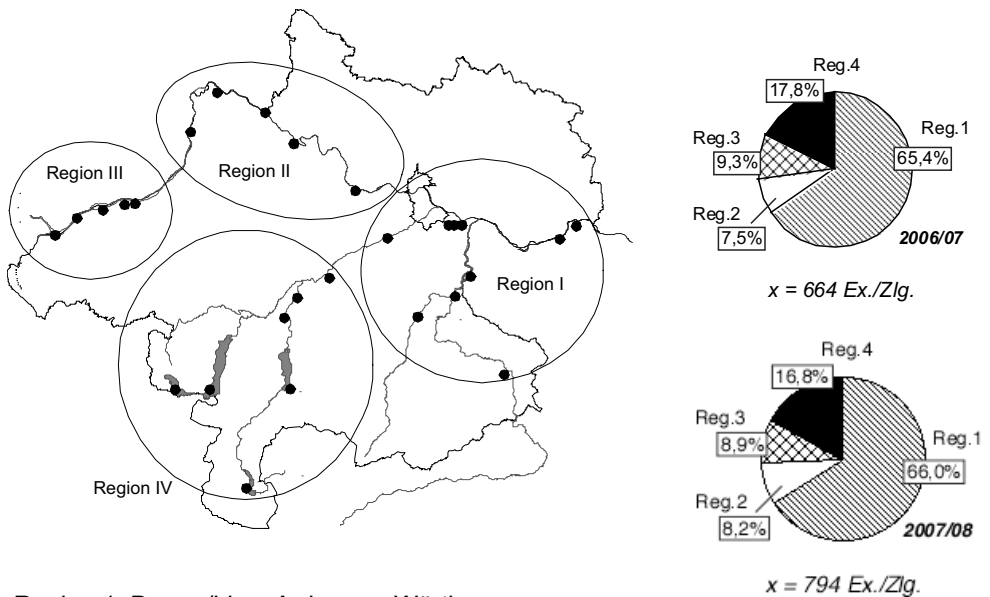 Region III
Region II
Region I
Region IV
Reg.4
17,8%
Reg.3
9,3%
Reg.1
65,4%
Reg.2
7,5%
2006/07
x = 664 Ex./Zlg.
Reg.4
16,8%
Reg.3
8,9%
Reg.1
66,0%
Reg.2
8,2%
2007/08
x = 794 Ex./Zlg.